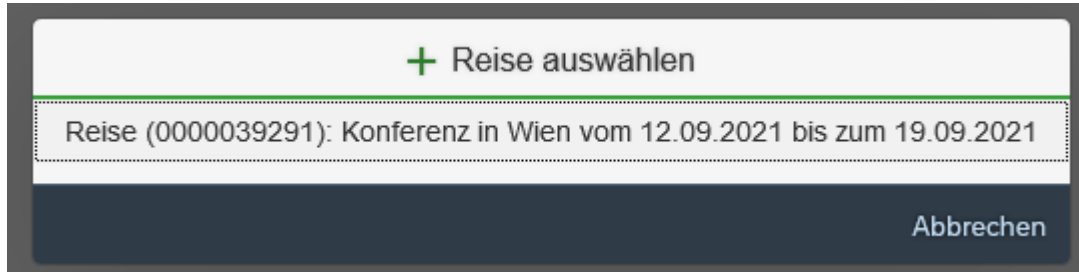 + Reise auswählen
Reise (0000039291): Konferenz in Wien vom 12.09.2021 bis zum 19.09.2021
Abbrechen